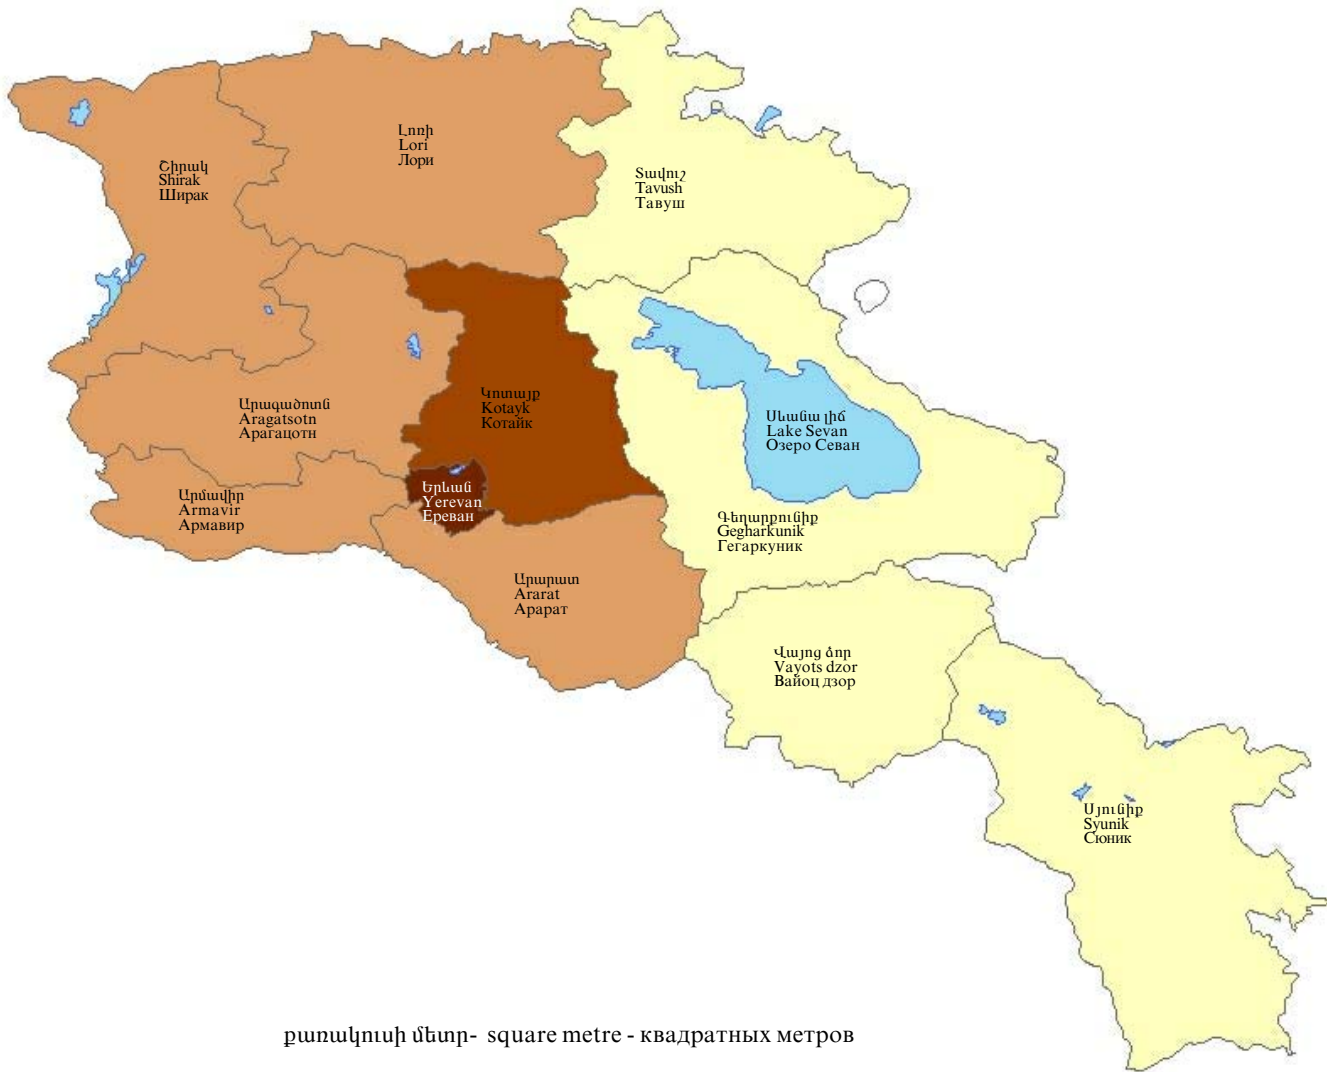 Լոռի
Lori
Лори
Շիրակ
Shirak
Ширак
Տավուշ
Tavush
Тавуш
Կոտայք
Kotayk
Котайк
Արագածոտն
Aragatsotn
Арагацотн
Սևանա լիճ
Lake Sevan
Озеро Севан
Երևան
Yerevan
Ереван
Արմավիր
Armavir
Армавир
Գեղարքունիք
Gegharkunik
Гегаркуник
Արարատ
Ararat
Арарат
Վայոց ձոր
Vayots dzor
Вайоц дзор
Սյունիք
Syunik
Сюник
քառակուսի մետր- square metre - квадратных метров